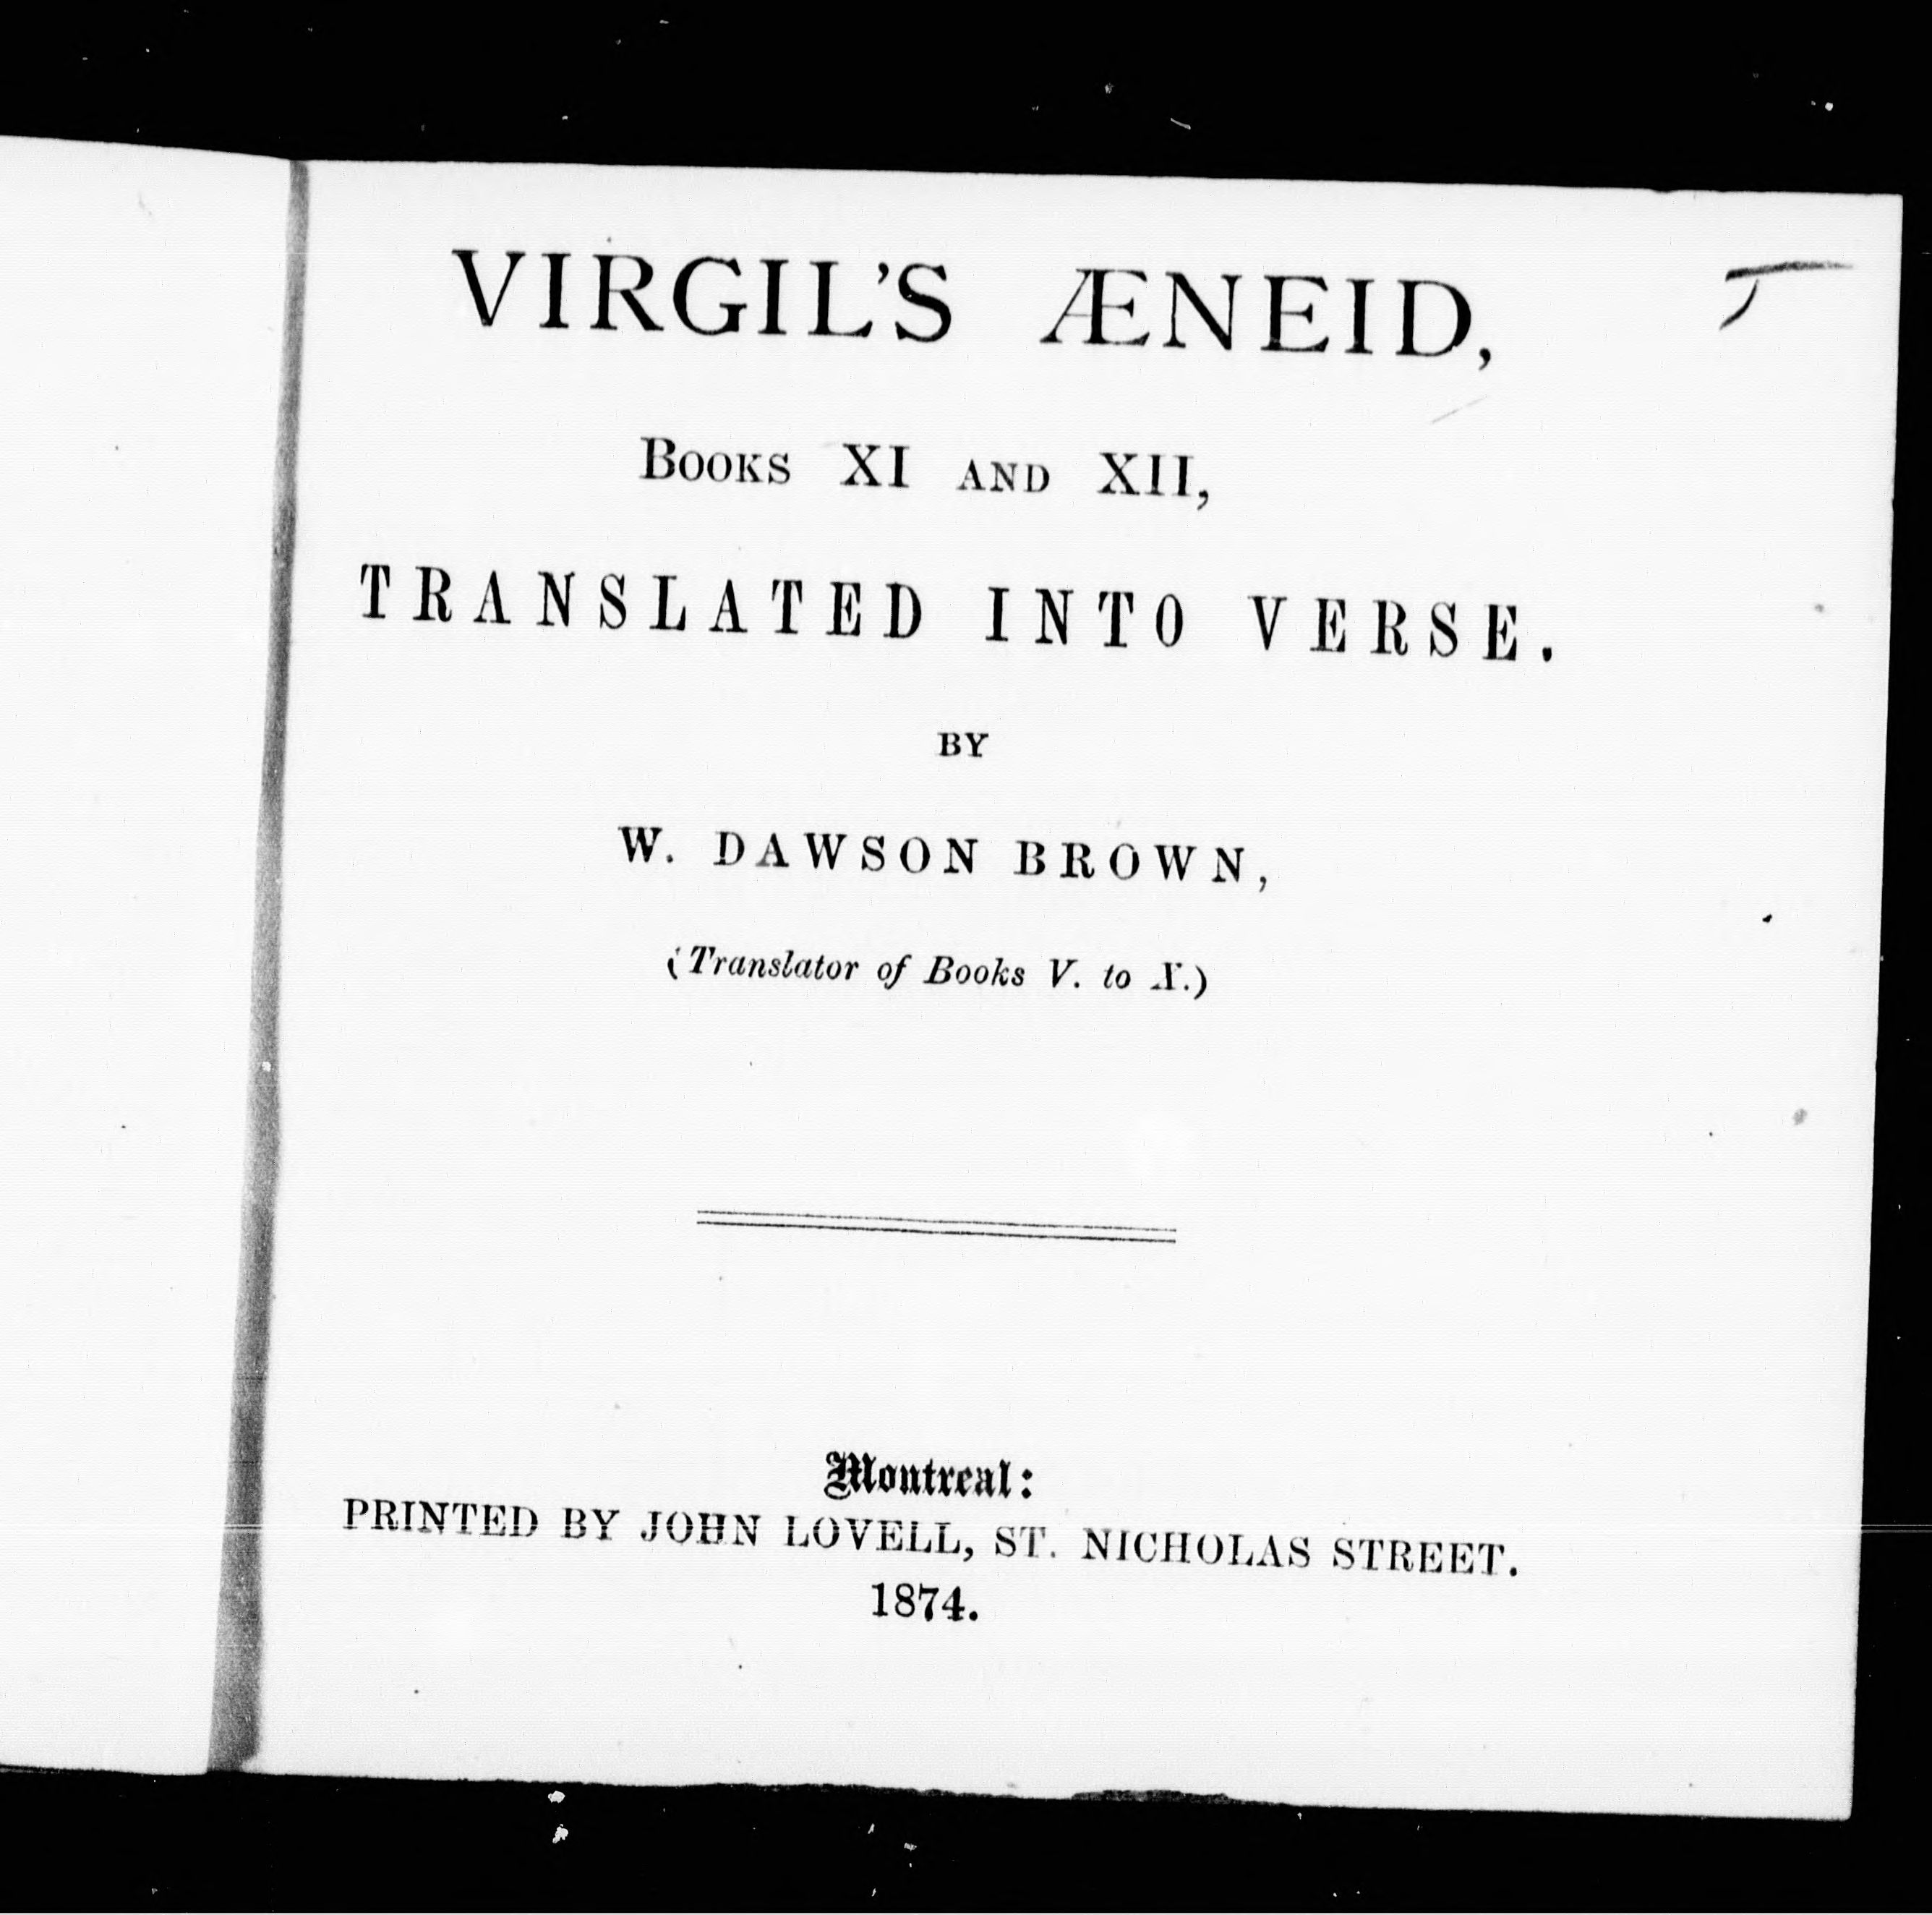 VIRGIL'S ÆNEID,
BOOKS XI AND XII,
TRANSLATED INTO VERSE.
BY
W. DAWSON BROWN,
(Translator of Books V. to X.)
Montreal:
PRINTED BY JOHN LOVELL, ST. NICHOLAS STREET.
1874.